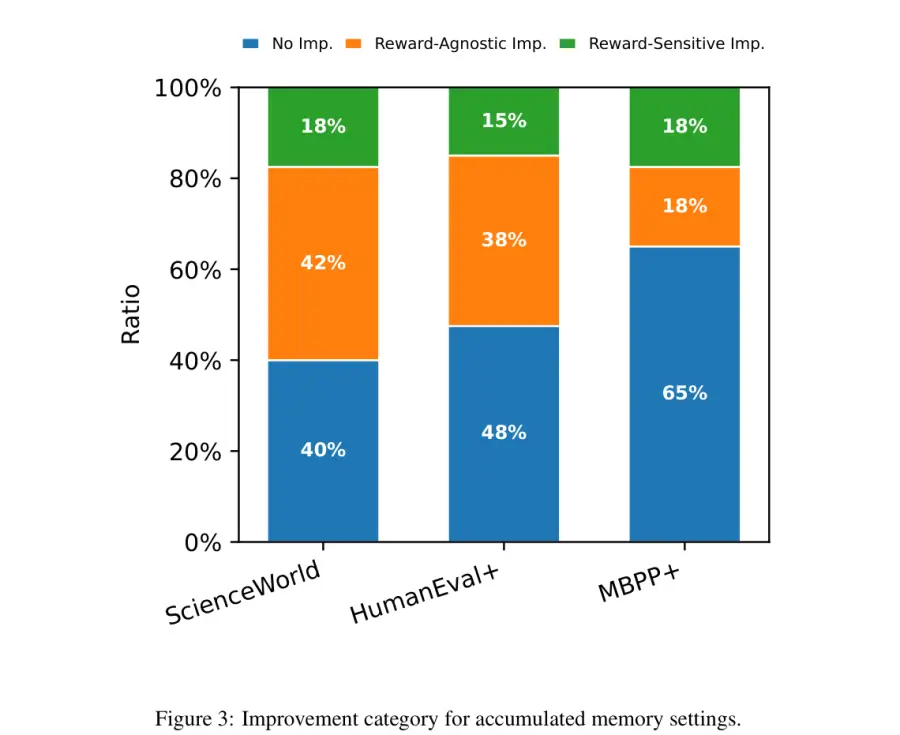 No Imp. Reward-Agnostic Imp. Reward-Sensitive Imp.
100%
80%
60%
40%
20%
0%
Ratio
18%
42%
40%
15%
38%
48%
18%
18%
65%
ScienceWorld
HumanEval+
MBPP+
Figure 3: Improvement category for accumulated memory settings.